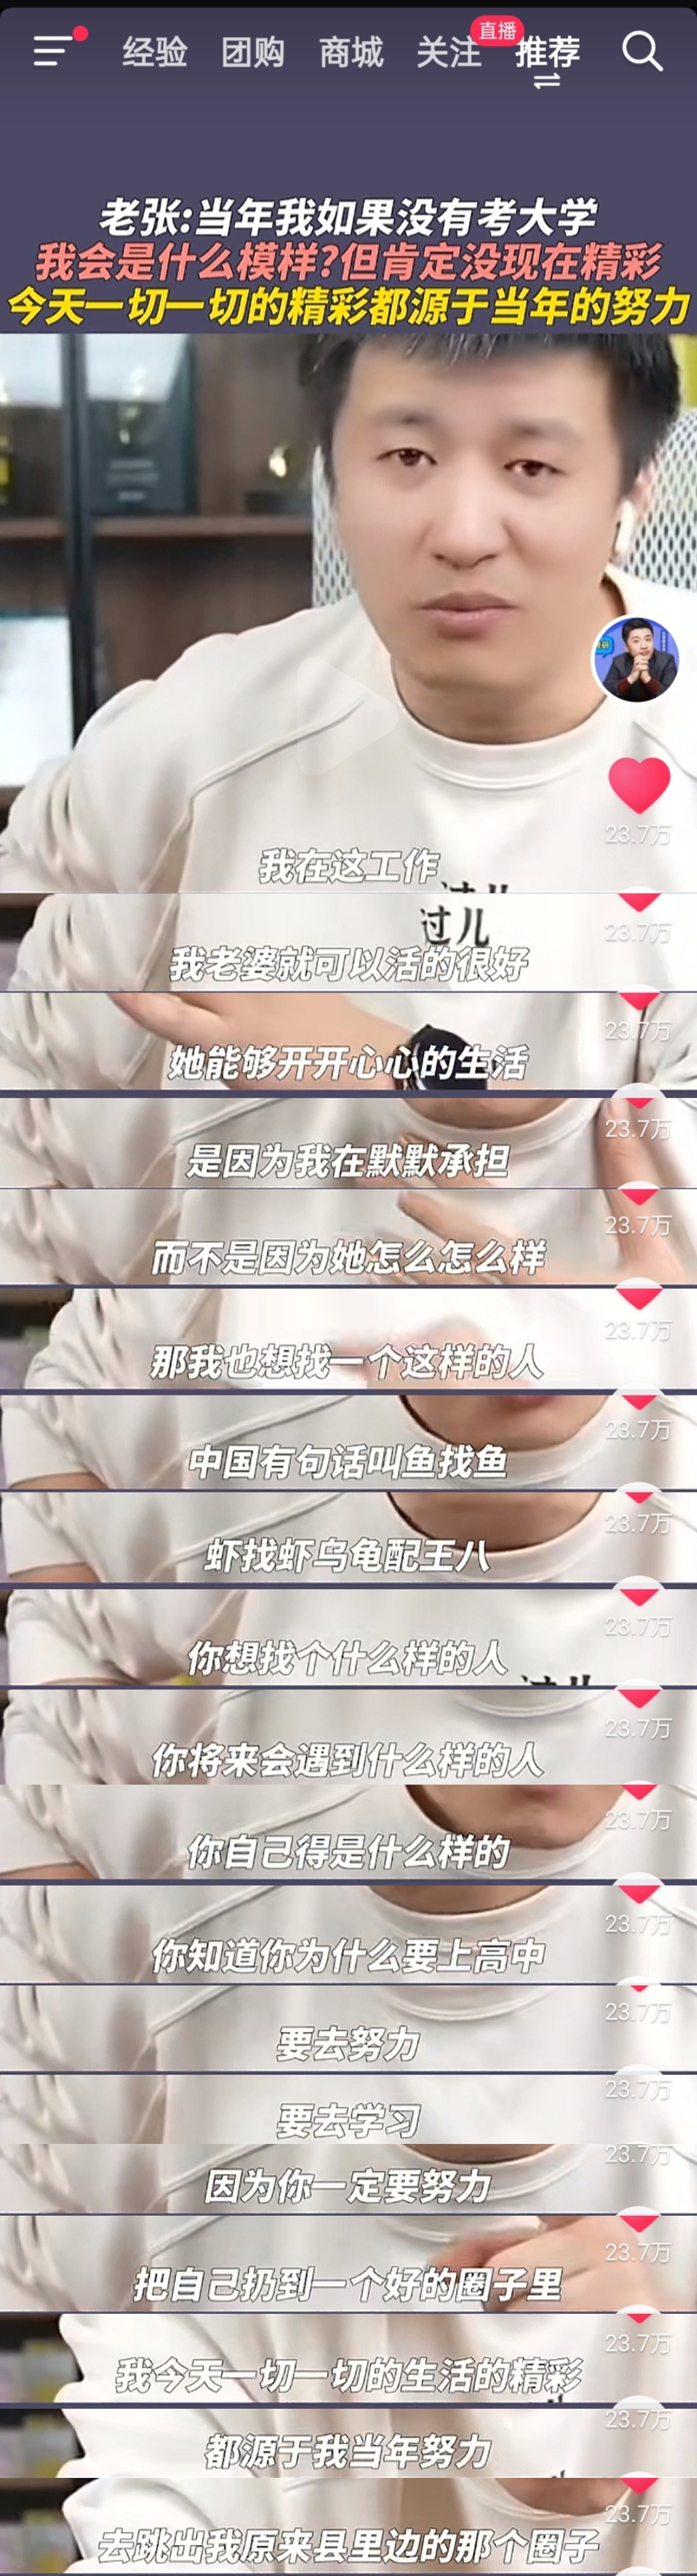 经验 团购 商城 关注 直播 推荐
老张:当年我如果没有考大学
我会是什么模样?但肯定没现在精彩
今天一切一切的精彩都源于当年的努力
23.7万
我在这工作
过儿
23.7万
我老婆就可以活的很好
23.7万
她能够开开心心的生活
23.7万
是因为我在默默承担
23.7万
而不是因为她怎么怎么样
23.7万
那我也想找一个这样的人
23.7万
中国有句话叫鱼找鱼
23.7万
虾找虾乌龟配王八
23.7万
你想找个什么样的人
23.7万
你将来会遇到什么样的人
23.7万
你自己得是什么样的
23.7万
你知道你为什么要上高中
23.7万
要去努力
23.7万
要去学习
23.7万
因为你一定要努力
23.7万
把自己扔到一个好的圈子里
23.7万
我今天一切一切的生活的精彩
23.7万
都源于我当年努力
23.7万
去跳出我原来县里边的那个圈子